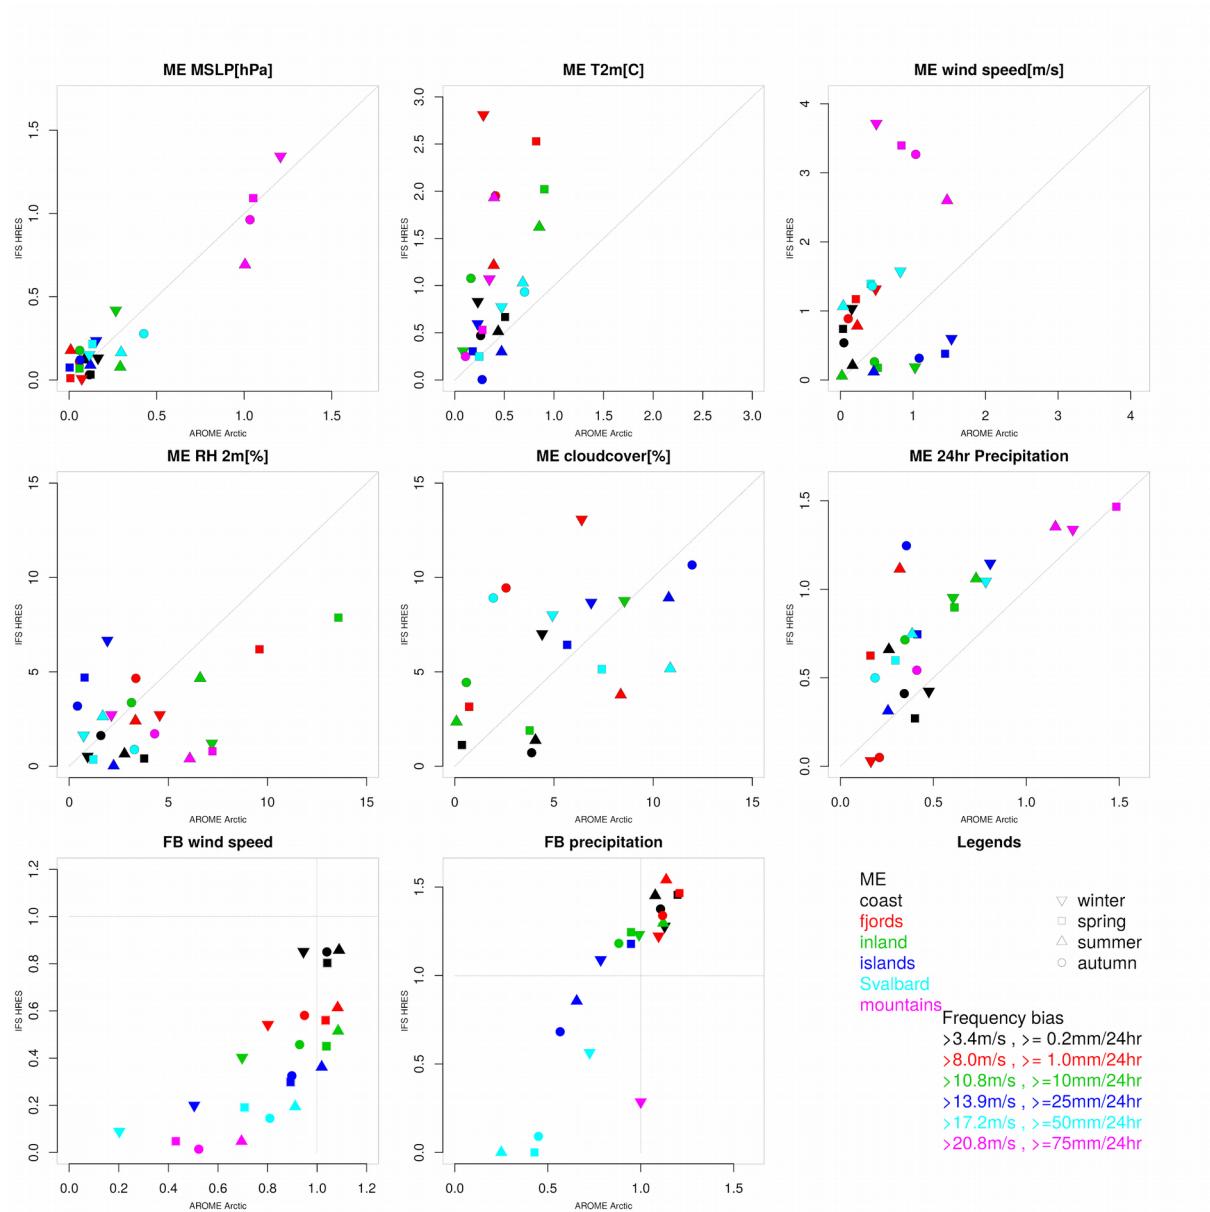 ME MSLP[hPa]
IFS HRES
0.0 0.5 1.0 1.5
0.0 0.5 1.0 1.5
AROME Arctic
ME T2m[C]
IFS HRES
0.0 0.5 1.0 1.5 2.0 2.5 3.0
0.0 0.5 1.0 1.5 2.0 2.5 3.0
AROME Arctic
ME wind speed[m/s]
IFS HRES
0 1 2 3 4
0 1 2 3 4
AROME Arctic
ME RH 2m[%]
IFS HRES
0 5 10 15
0 5 10 15
AROME Arctic
ME cloudcover[%]
IFS HRES
0 5 10 15
0 5 10 15
AROME Arctic
ME 24hr Precipitation
IFS HRES
0.0 0.5 1.0 1.5
0.0 0.5 1.0 1.5
AROME Arctic
FB wind speed
IFS HRES
0.0 0.2 0.4 0.6 0.8 1.0 1.2
0.0 0.2 0.4 0.6 0.8 1.0 1.2
AROME Arctic
FB precipitation
IFS HRES
0.0 0.5 1.0 1.5
0.0 0.5 1.0 1.5
AROME Arctic
Legends
ME
coast
fjords
inland
islands
Svalbard
mountains
winter
spring
summer
autumn
Frequency bias
>3.4m/s , >= 0.2mm/24hr
>8.0m/s , >= 1.0mm/24hr
>10.8m/s , >=10mm/24hr
>13.9m/s , >=25mm/24hr
>17.2m/s , >=50mm/24hr
>20.8m/s , >=75mm/24hr